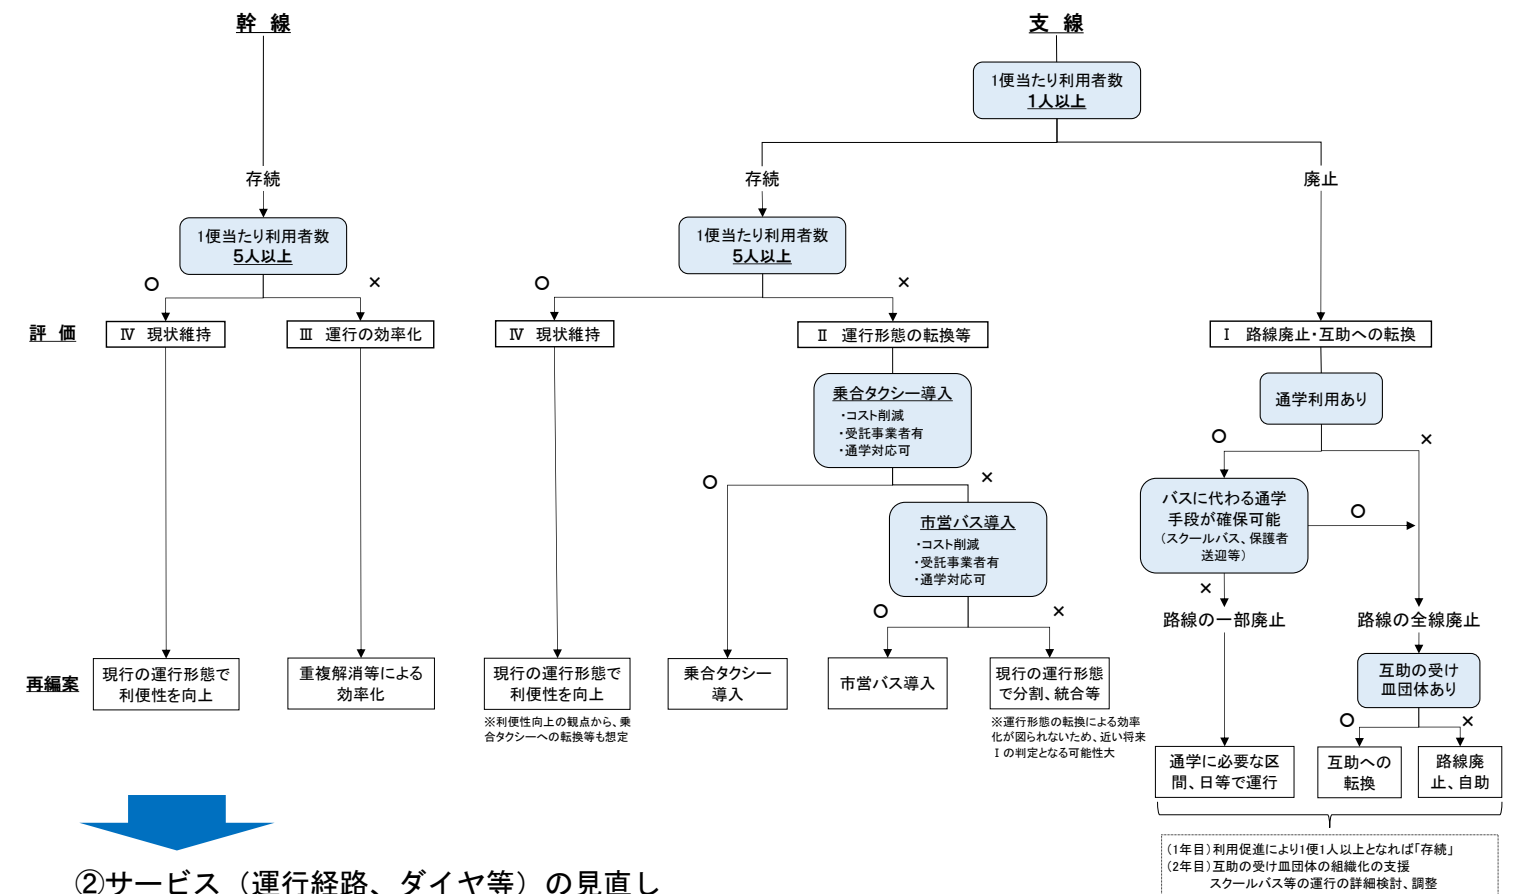 幹 線
支 線
1便当たり利用者数
1人以上
存続
存続
廃止
1便当たり利用者数
5人以上
1便当たり利用者数
5人以上
○
×
○
×
評 価
Ⅳ 現状維持
Ⅲ 運行の効率化
Ⅳ 現状維持
Ⅱ 運行形態の転換等
Ⅰ 路線廃止・互助への転換
乗合タクシー導入
・コスト削減
・受託事業者有
・通学対応可
通学利用あり
○
×
○
×
バスに代わる通学
手段が確保可能
(スクールバス、保護者
送迎等)
○
市営バス導入
・コスト削減
・受託事業者有
・通学対応可
×
○
×
路線の一部廃止
路線の全線廃止
再編案
現行の運行形態で
利便性を向上
重複解消等による
効率化
現行の運行形態で
利便性を向上
※利便性向上の観点から、乗
合タクシーへの転換等も想定
乗合タクシー
導入
市営バス導入
現行の運行形態
で分割、統合等
※運行形態の転換による効率
化が図られないため、近い将来
Ⅰの判定となる可能性大
互助の受け
皿団体あり
○
×
通学に必要な区
間、日等で運行
互助への
転換
路線廃
止、自助
(1年目)利用促進により1便1人以上となれば「存続」
(2年目)互助の受け皿団体の組織化の支援
スクールバス等の運行の詳細検討、調整
②サービス（運行経路、ダイヤ等）の見直し